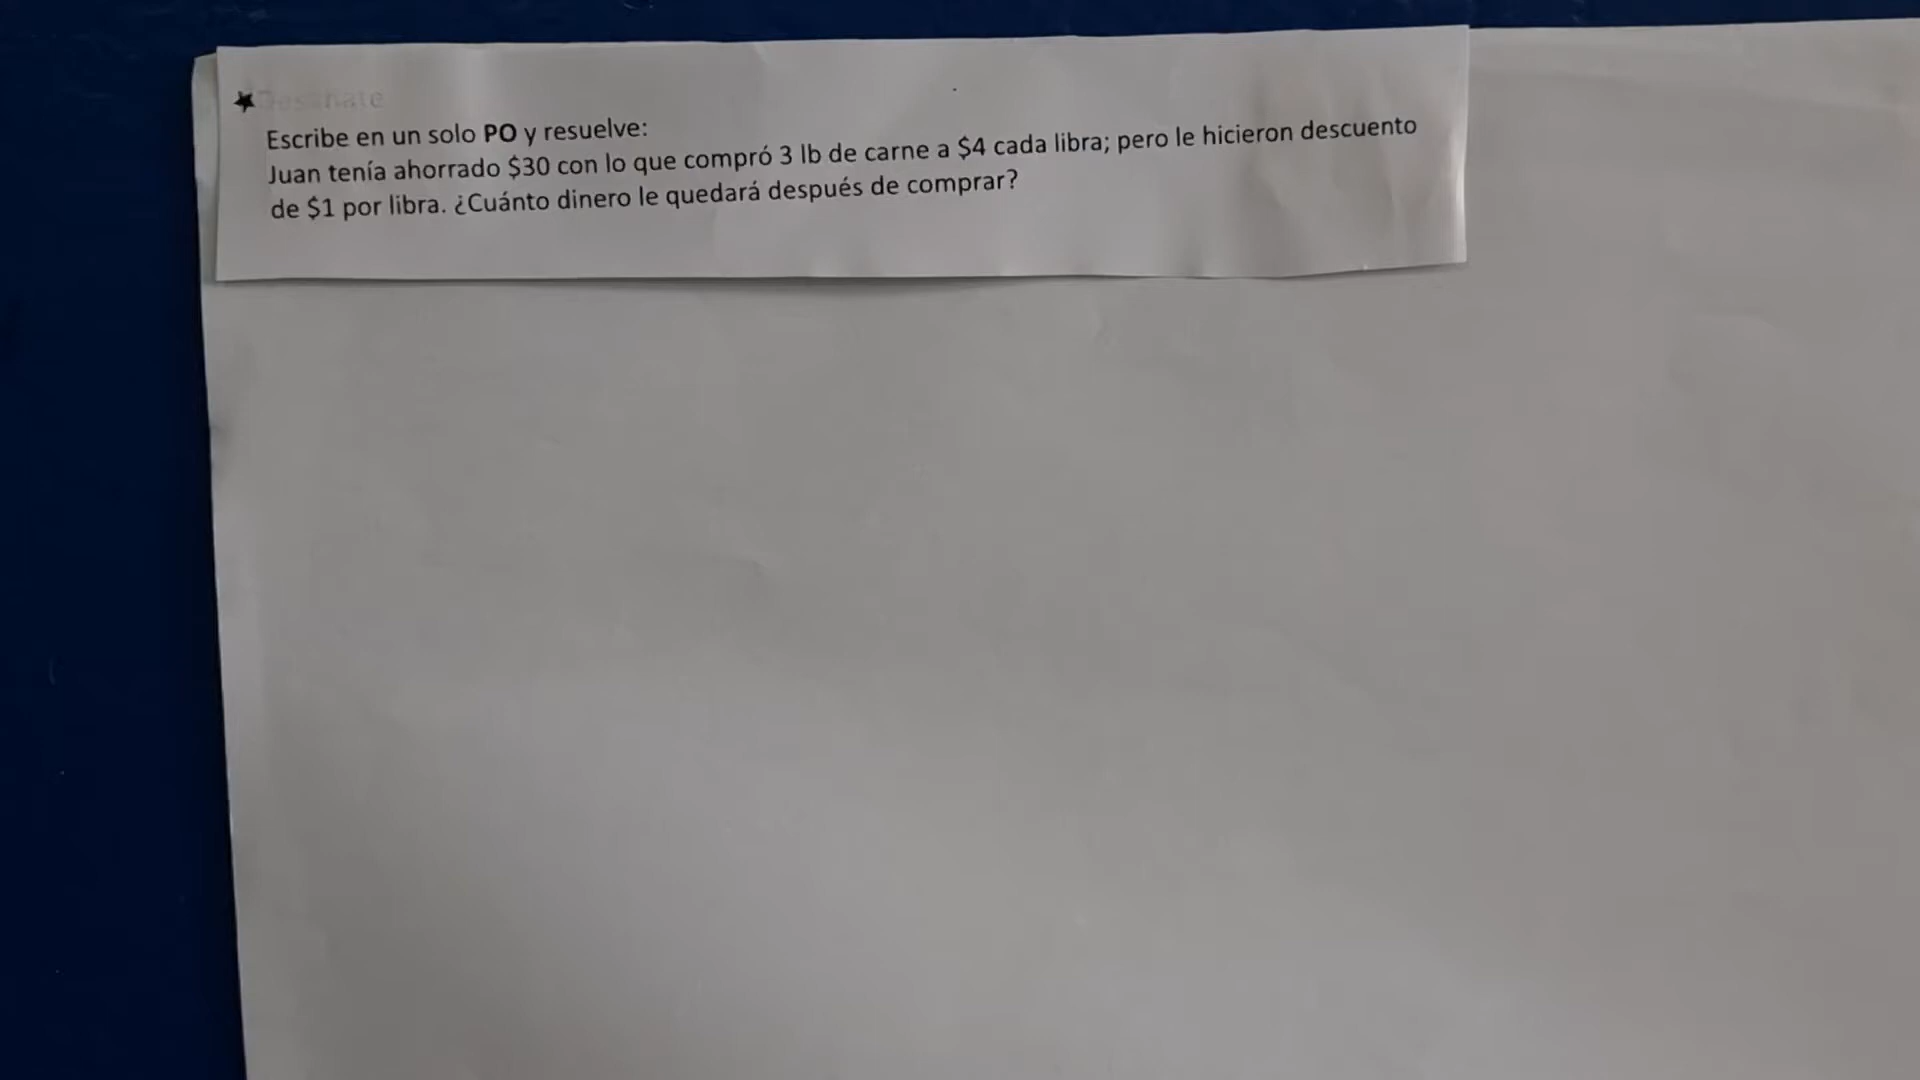 ★Desafíate
Escribe en un solo PO y resuelve:
Juan tenía ahorrado $30 con lo que compró 3 lb de carne a $4 cada libra; pero le hicieron descuento
de $1 por libra. ¿Cuánto dinero le quedará después de comprar?